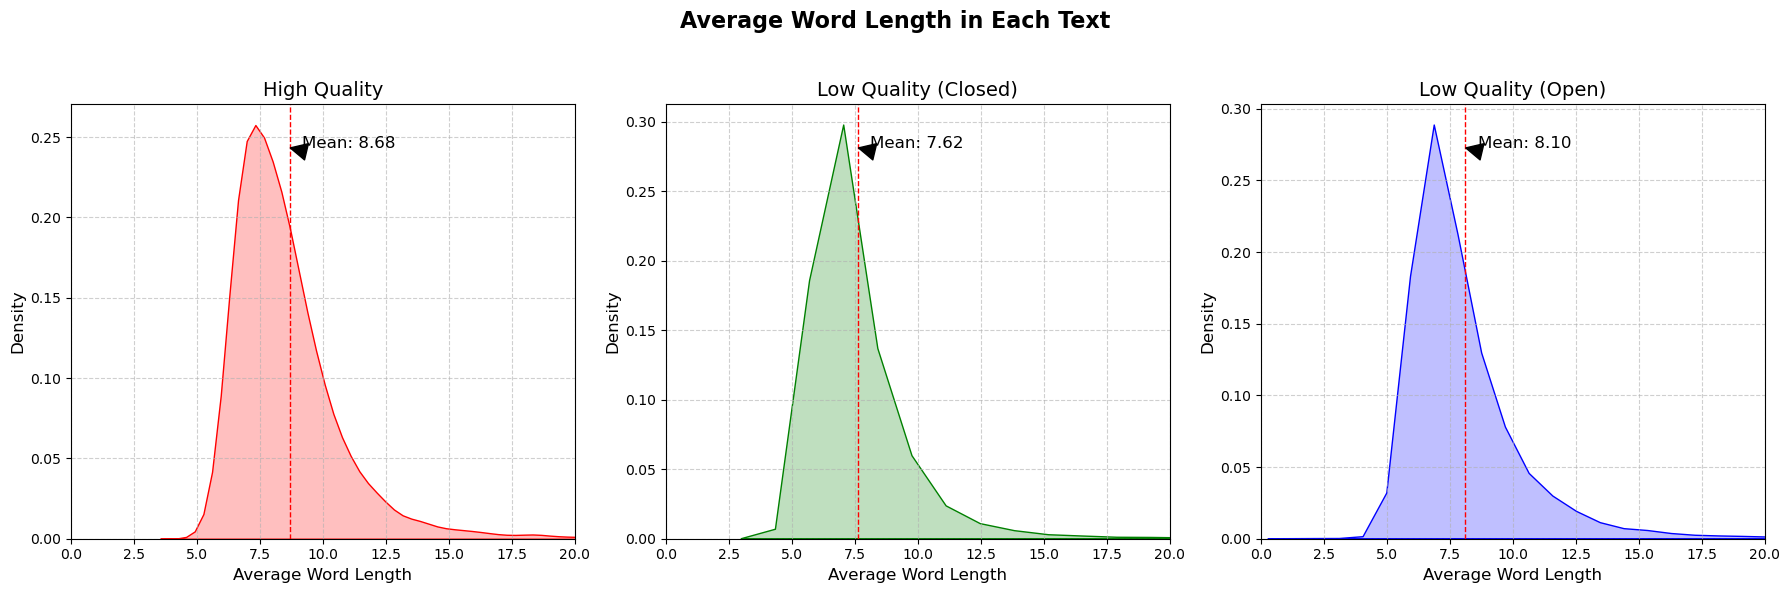 Average Word Length in Each Text
High Quality
Mean: 8.68
Density
0.25
0.20
0.15
0.10
0.05
0.00
0.0 2.5 5.0 7.5 10.0 12.5 15.0 17.5 20.0
Average Word Length
Low Quality (Closed)
Mean: 7.62
Density
0.30
0.25
0.20
0.15
0.10
0.05
0.00
0.0 2.5 5.0 7.5 10.0 12.5 15.0 17.5 20.0
Average Word Length
Low Quality (Open)
Mean: 8.10
Density
0.30
0.25
0.20
0.15
0.10
0.05
0.00
0.0 2.5 5.0 7.5 10.0 12.5 15.0 17.5 20.0
Average Word Length